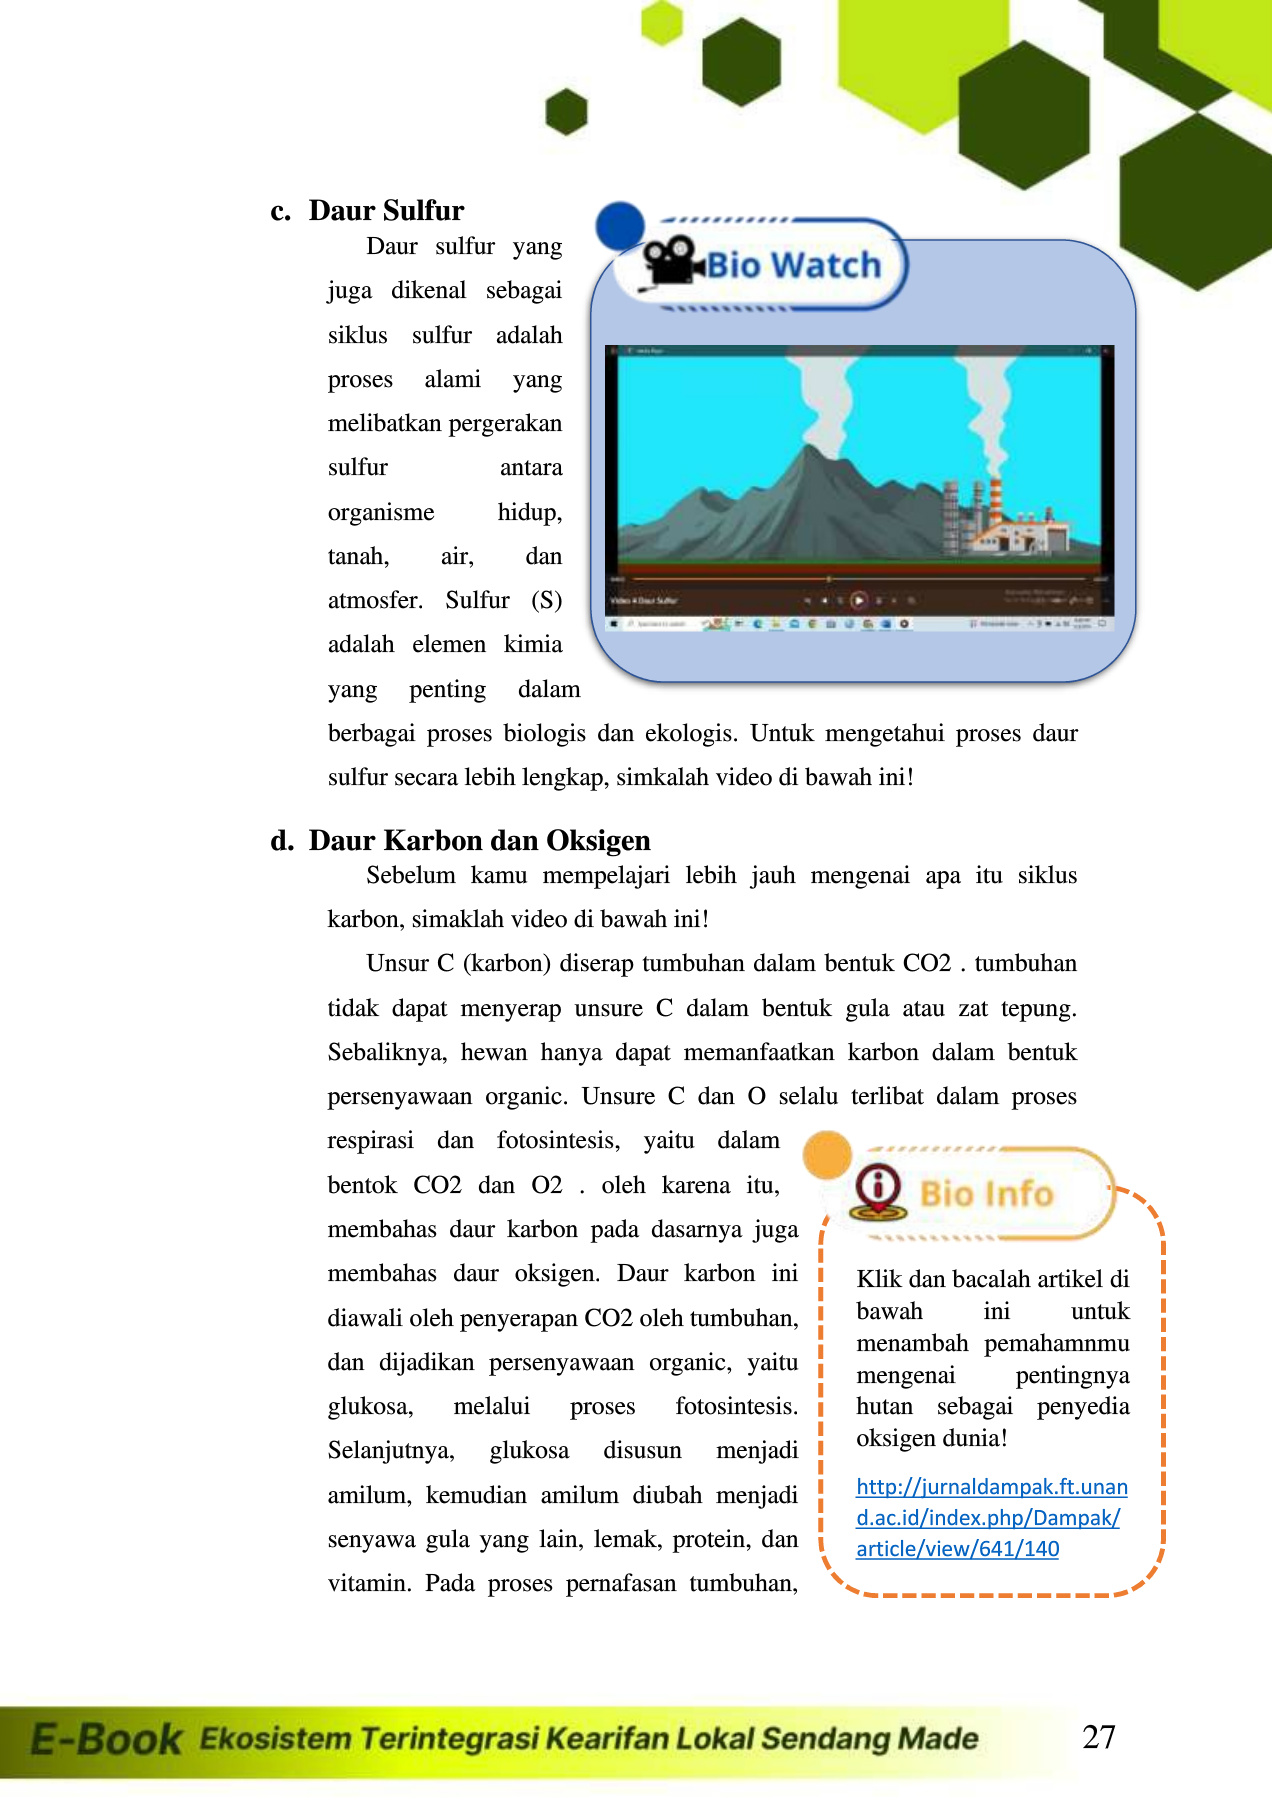 c. Daur Sulfur
Daur sulfur yang
juga dikenal sebagai
siklus sulfur adalah
proses alami yang
melibatkan pergerakan
sulfur antara
organisme hidup,
tanah, air, dan
atmosfer. Sulfur (S)
adalah elemen kimia
yang penting dalam
berbagai proses biologis dan ekologis. Untuk mengetahui proses daur
sulfur secara lebih lengkap, simkalah video di bawah ini!
Bio Watch
Video 4 Daur Sulfur
d. Daur Karbon dan Oksigen
Sebelum kamu mempelajari lebih jauh mengenai apa itu siklus
karbon, simaklah video di bawah ini!
Unsur C (karbon) diserap tumbuhan dalam bentuk CO2 . tumbuhan
tidak dapat menyerap unsure C dalam bentuk gula atau zat tepung.
Sebaliknya, hewan hanya dapat memanfaatkan karbon dalam bentuk
persenyawaan organic. Unsure C dan O selalu terlibat dalam proses
respirasi dan fotosintesis, yaitu dalam
bentok CO2 dan O2 . oleh karena itu,
membahas daur karbon pada dasarnya juga
membahas daur oksigen. Daur karbon ini
diawali oleh penyerapan CO2 oleh tumbuhan,
dan dijadikan persenyawaan organic, yaitu
glukosa, melalui proses fotosintesis.
Selanjutnya, glukosa disusun menjadi
amilum, kemudian amilum diubah menjadi
senyawa gula yang lain, lemak, protein, dan
vitamin. Pada proses pernafasan tumbuhan,
Bio Info
Klik dan bacalah artikel di
bawah ini untuk
menambah pemahamnmu
mengenai pentingnya
hutan sebagai penyedia
oksigen dunia!
http://jurnaldampak.ft.unan
d.ac.id/index.php/Dampak/
article/view/641/140
E-Book Ekosistem Terintegrasi Kearifan Lokal Sendang Made
27